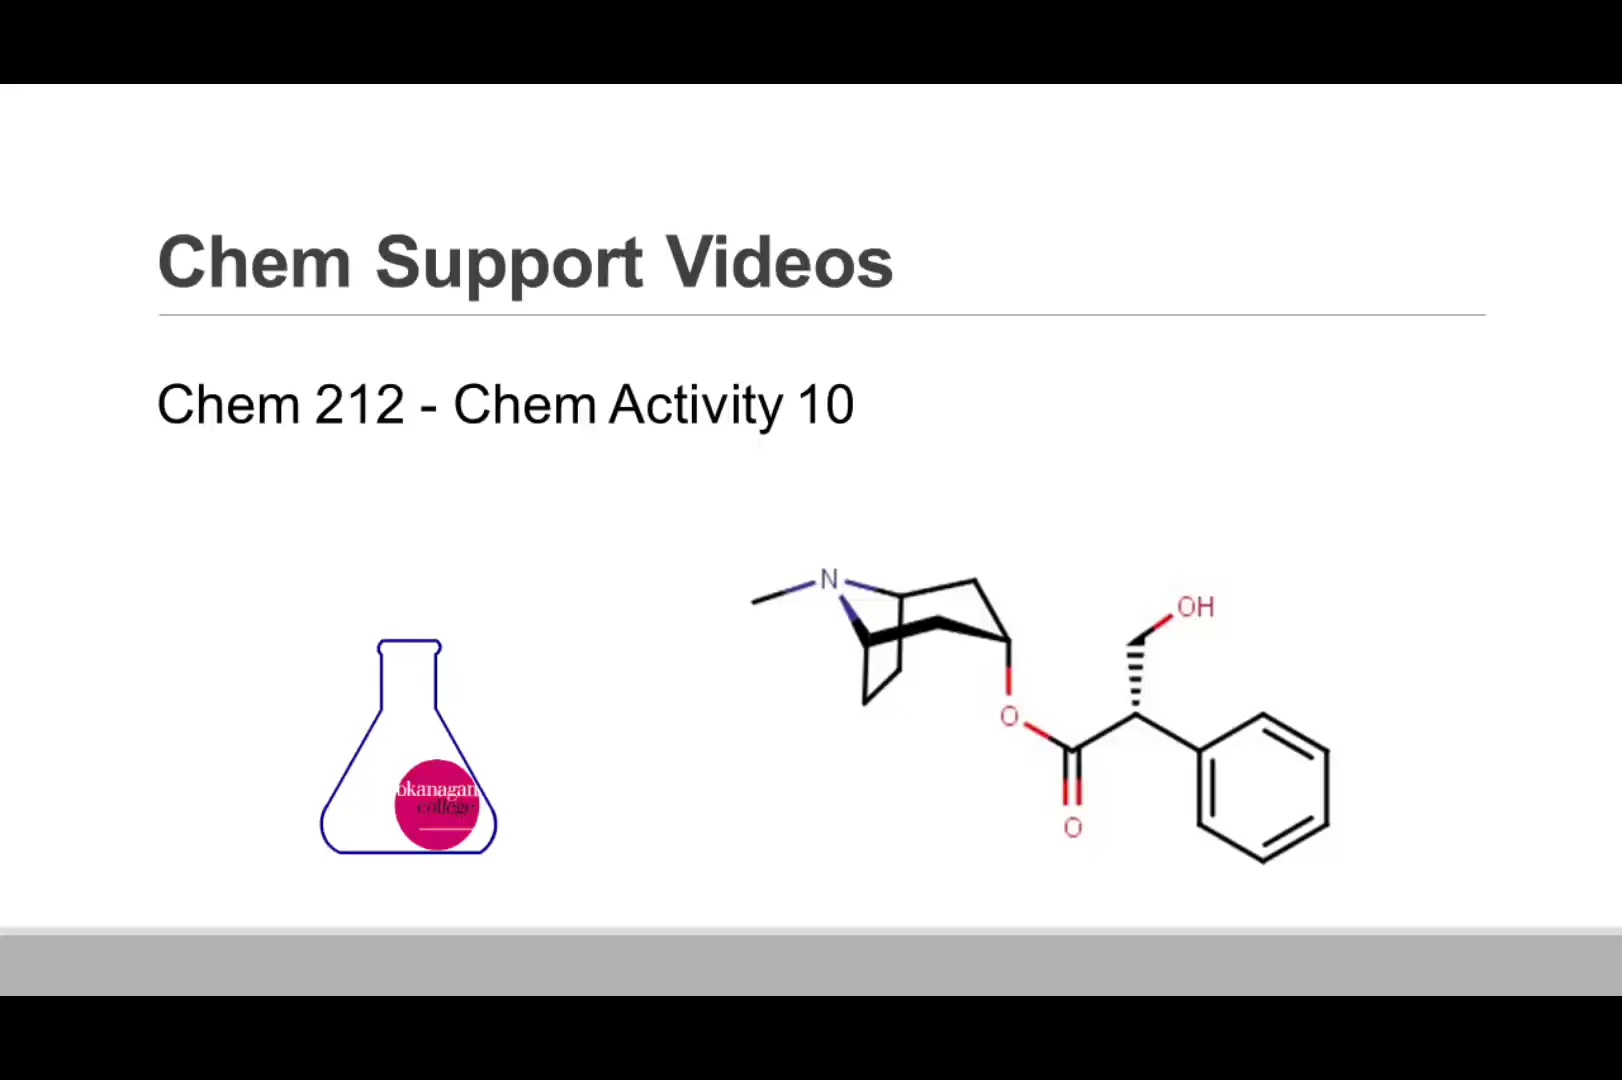 Chem Support Videos
Chem 212 - Chem Activity 10
N
OH
O
O
okanagan
college